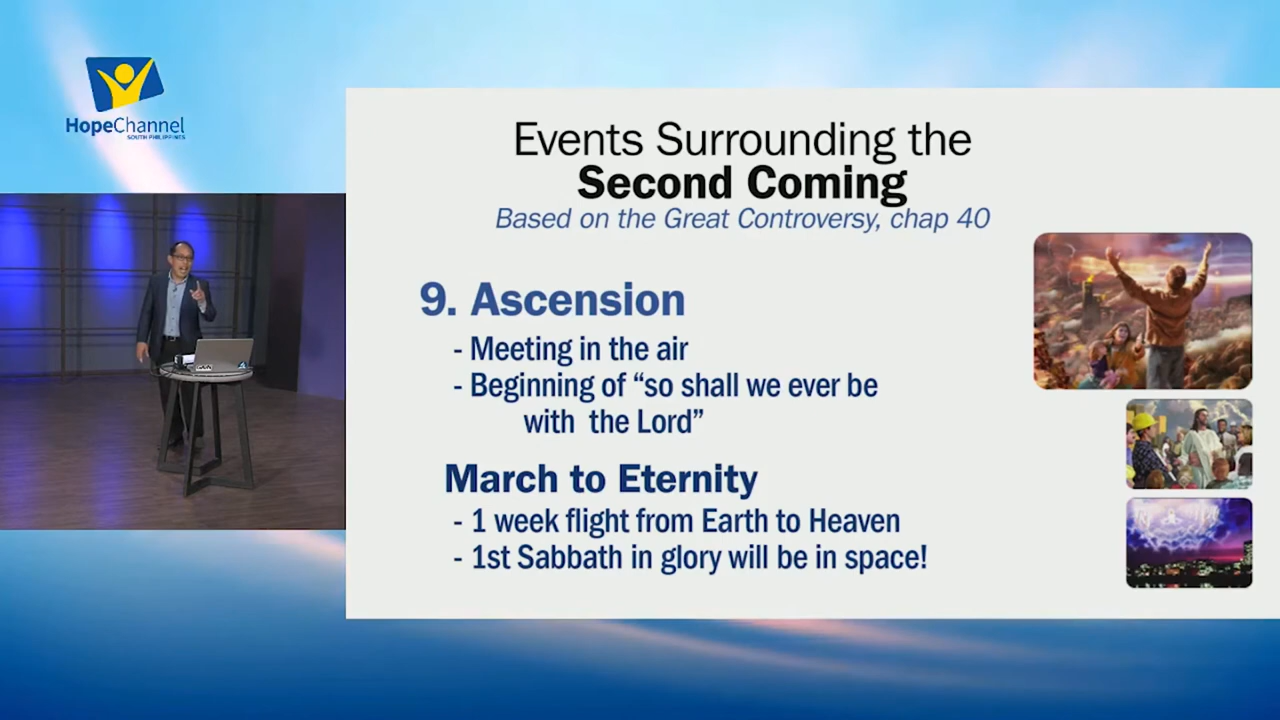 HopeChannel
SOUTH PHILIPPINES
Events Surrounding the
Second Coming
Based on the Great Controversy, chap 40
9. Ascension
- Meeting in the air
- Beginning of “so shall we ever be
with the Lord”
March to Eternity
- 1 week flight from Earth to Heaven
- 1st Sabbath in glory will be in space!